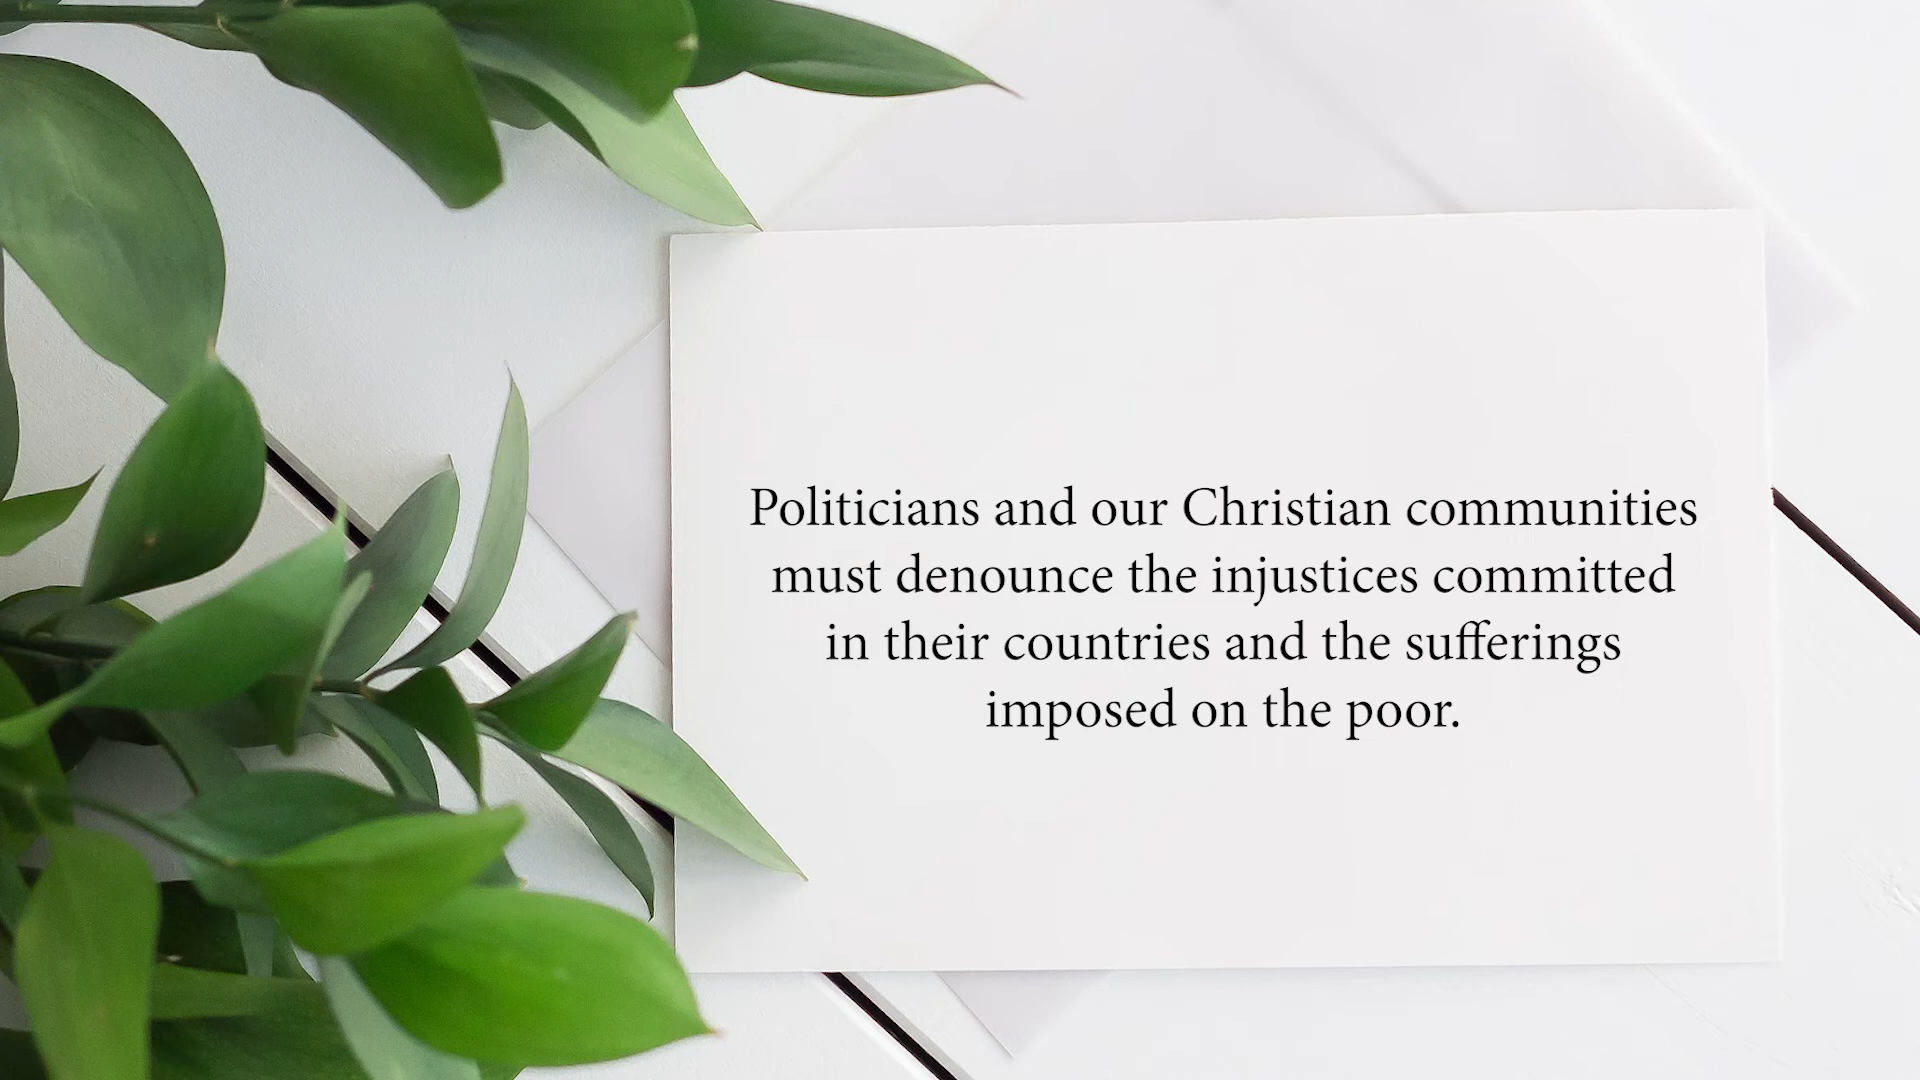 Politicians and our Christian communities
must denounce the injustices committed
in their countries and the sufferings
imposed on the poor.